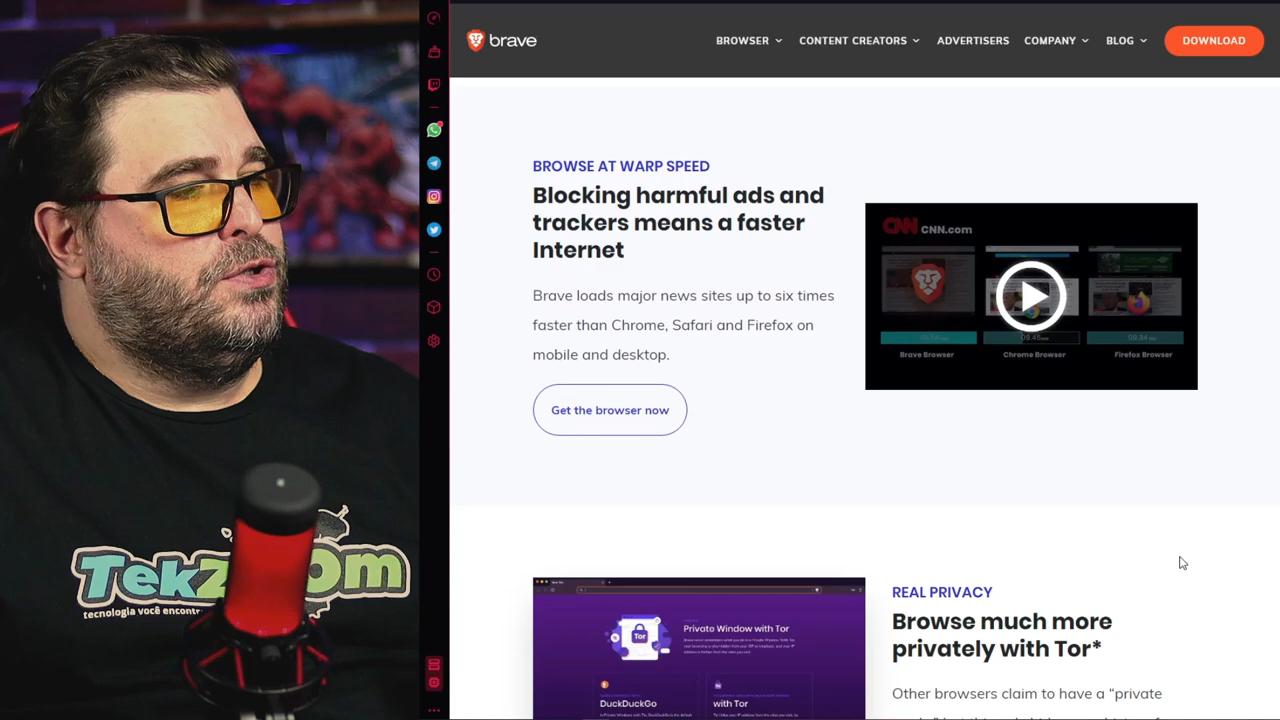 brave
BROWSER
CONTENT CREATORS
ADVERTISERS
COMPANY
BLOG
DOWNLOAD
BROWSE AT WARP SPEED
Blocking harmful ads and
trackers means a faster
Internet
Brave loads major news sites up to six times
faster than Chrome, Safari and Firefox on
mobile and desktop.
Get the browser now
CNN CNN.com
Brave Browser
Chrome Browser
Firefox Browser
tecnologia você
Tor
Private Window with Tor
DuckDuckGo
with Tor
REAL PRIVACY
Browse much more
privately with Tor*
Other browsers claim to have a “private